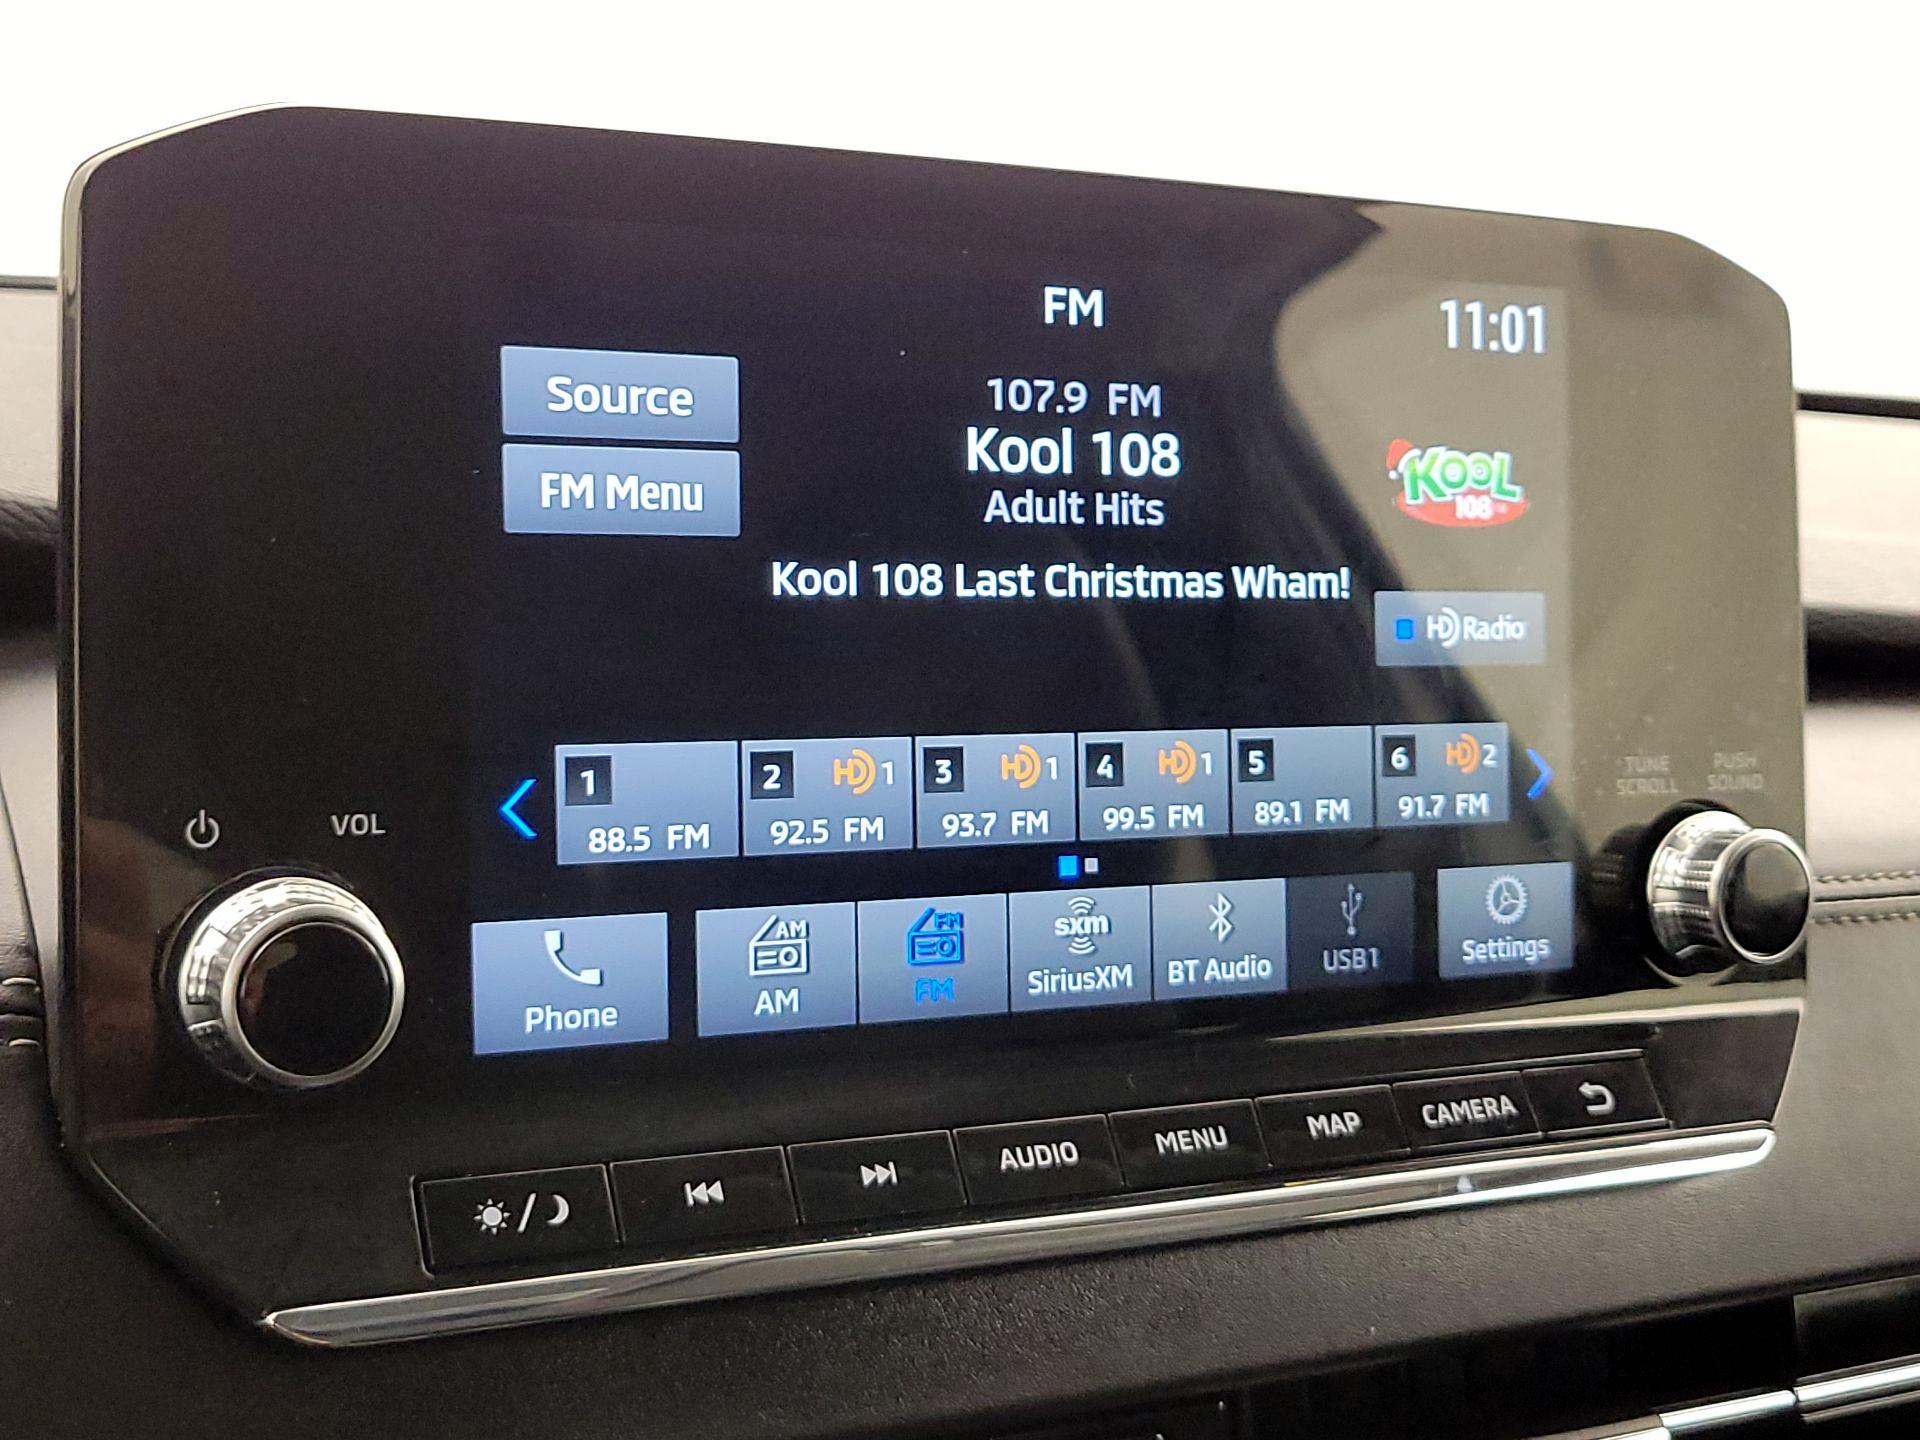 FM
11:01
Source
FM Menu
107.9 FM
Kool 108
Adult Hits
KOOL
108
Kool 108 Last Christmas Wham!
HD Radio
1
88.5 FM
2 HD 1
92.5 FM
3 HD 1
93.7 FM
4 HD 1
99.5 FM
5
89.1 FM
6 HD 2
91.7 FM
VOL
TUNE
SCROLL
PUSH
SOUND
Phone
AM
AM
FM
FM
sxm
SiriusXM
BT Audio
USB1
Settings
AUDIO
MENU
MAP
CAMERA